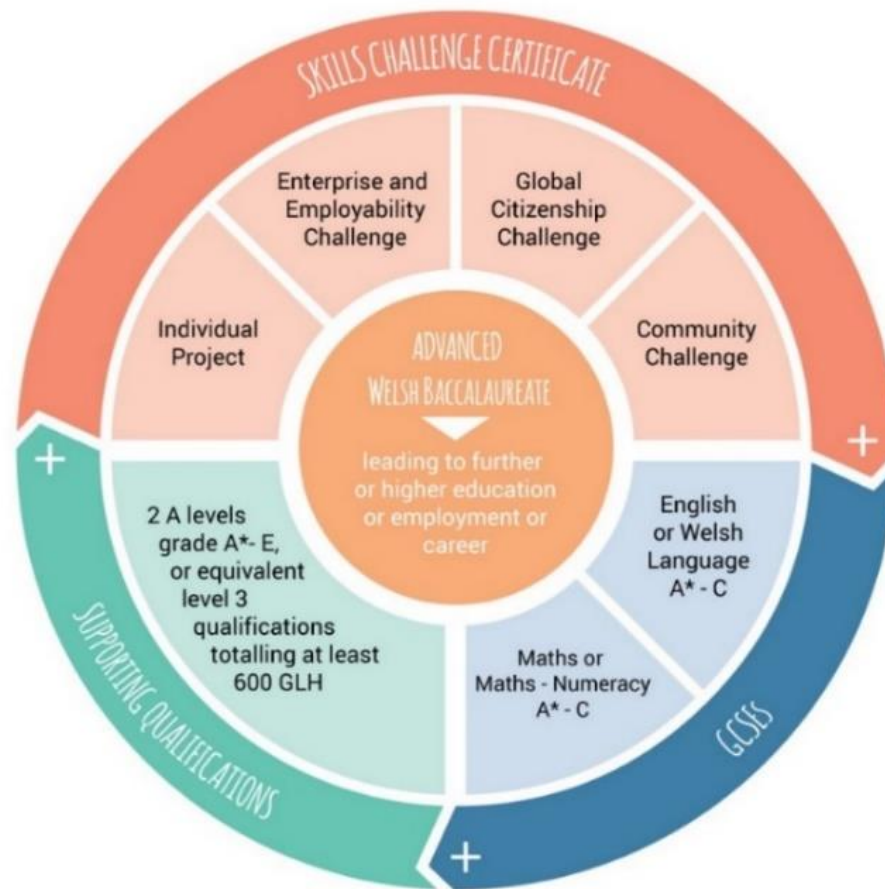 SKILLS CHALLENGE CERTIFICATE
Enterprise and
Employability
Challenge
Global
Citizenship
Challenge
Individual
Project
Community
Challenge
ADVANCED
WELSH BACCALAUREATE
leading to further
or higher education
or employment or
career
2 A levels
grade A*- E,
or equivalent
level 3
qualifications
totalling at least
600 GLH
English
or Welsh
Language
A* - C
Maths or
Maths - Numeracy
A* - C
SUPPORTING QUALIFICATIONS
GCSES
+
+
+